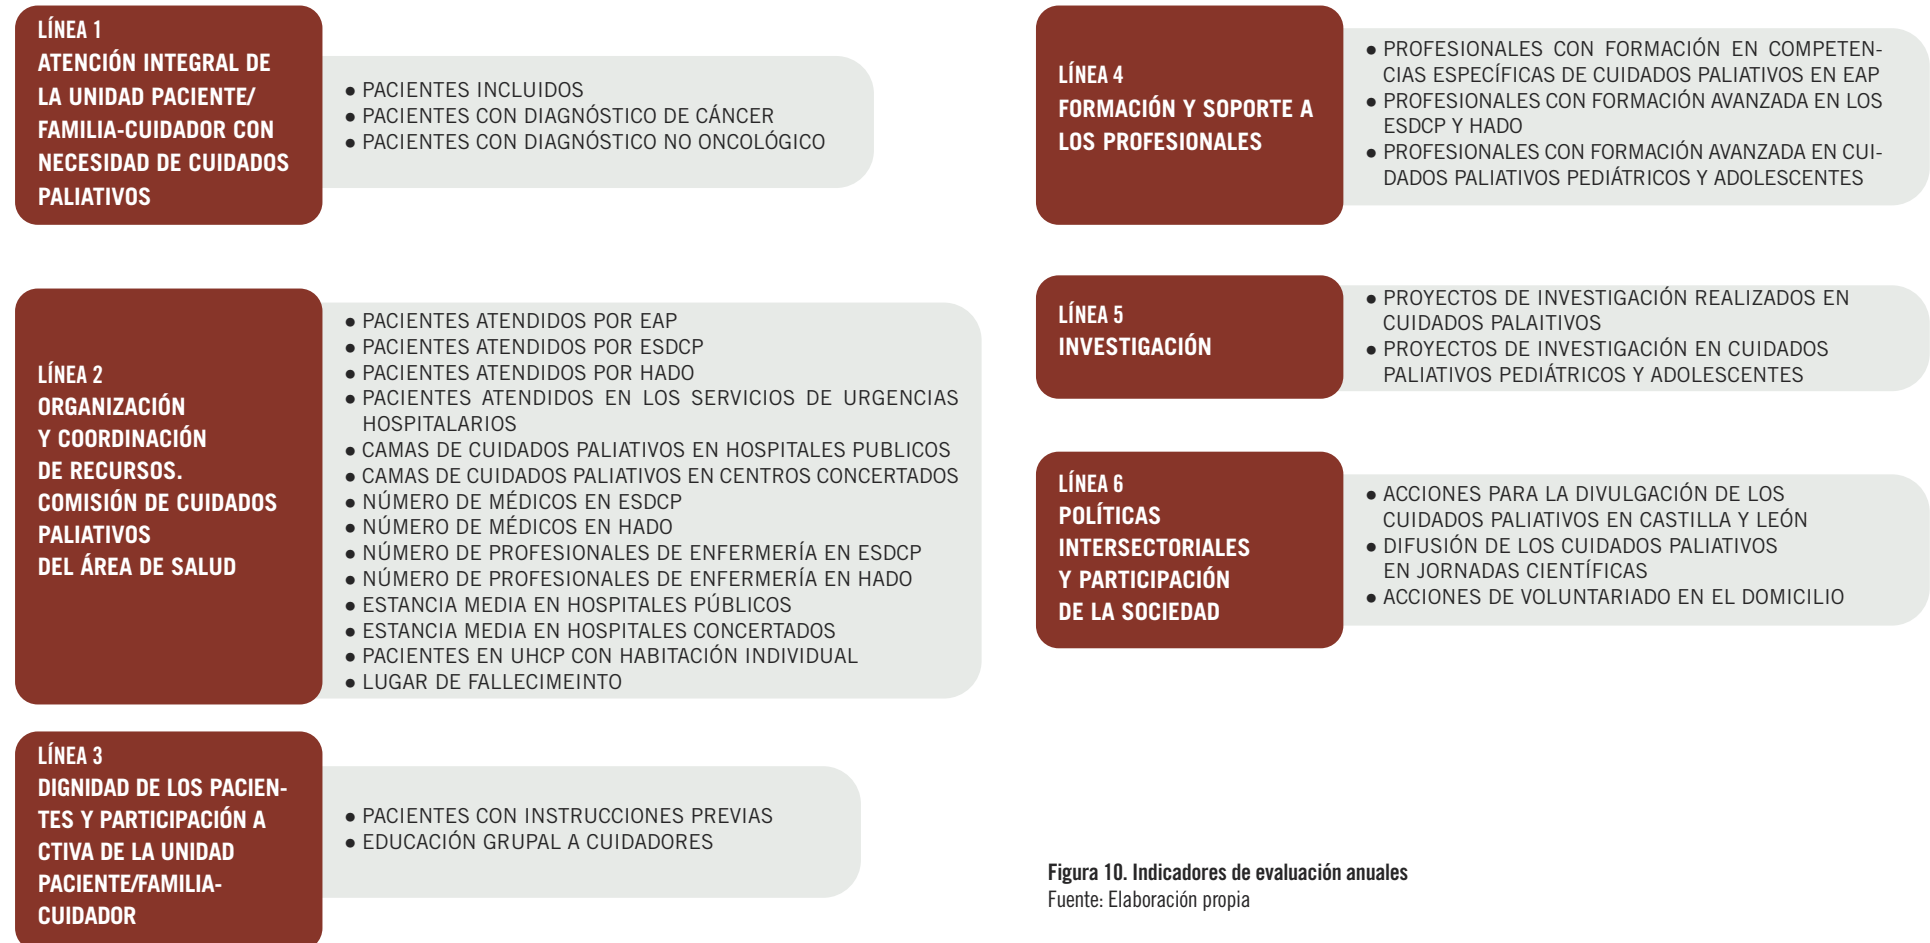 LÍNEA 1
ATENCIÓN INTEGRAL DE
LA UNIDAD PACIENTE/
FAMILIA-CUIDADOR CON
NECESIDAD DE CUIDADOS
PALIATIVOS
● PACIENTES INCLUIDOS
● PACIENTES CON DIAGNÓSTICO DE CÁNCER
● PACIENTES CON DIAGNÓSTICO NO ONCOLÓGICO
LÍNEA 2
ORGANIZACIÓN
Y COORDINACIÓN
DE RECURSOS.
COMISIÓN DE CUIDADOS
PALIATIVOS
DEL ÁREA DE SALUD
● PACIENTES ATENDIDOS POR EAP
● PACIENTES ATENDIDOS POR ESDCP
● PACIENTES ATENDIDOS POR HADO
● PACIENTES ATENDIDOS EN LOS SERVICIOS DE URGENCIAS
HOSPITALARIOS
● CAMAS DE CUIDADOS PALIATIVOS EN HOSPITALES PUBLICOS
● CAMAS DE CUIDADOS PALIATIVOS EN CENTROS CONCERTADOS
● NÚMERO DE MÉDICOS EN ESDCP
● NÚMERO DE MÉDICOS EN HADO
● NÚMERO DE PROFESIONALES DE ENFERMERÍA EN ESDCP
● NÚMERO DE PROFESIONALES DE ENFERMERÍA EN HADO
● ESTANCIA MEDIA EN HOSPITALES PÚBLICOS
● ESTANCIA MEDIA EN HOSPITALES CONCERTADOS
● PACIENTES EN UHCP CON HABITACIÓN INDIVIDUAL
● LUGAR DE FALLECIMEINTO
LÍNEA 3
DIGNIDAD DE LOS PACIEN-
TES Y PARTICIPACIÓN A
CTIVA DE LA UNIDAD
PACIENTE/FAMILIA-
CUIDADOR
● PACIENTES CON INSTRUCCIONES PREVIAS
● EDUCACIÓN GRUPAL A CUIDADORES
LÍNEA 4
FORMACIÓN Y SOPORTE A
LOS PROFESIONALES
● PROFESIONALES CON FORMACIÓN EN COMPETEN-
CIAS ESPECÍFICAS DE CUIDADOS PALIATIVOS EN EAP
● PROFESIONALES CON FORMACIÓN AVANZADA EN LOS
ESDCP Y HADO
● PROFESIONALES CON FORMACIÓN AVANZADA EN CUI-
DADOS PALIATIVOS PEDIÁTRICOS Y ADOLESCENTES
LÍNEA 5
INVESTIGACIÓN
● PROYECTOS DE INVESTIGACIÓN REALIZADOS EN
CUIDADOS PALAITIVOS
● PROYECTOS DE INVESTIGACIÓN EN CUIDADOS
PALIATIVOS PEDIÁTRICOS Y ADOLESCENTES
LÍNEA 6
POLÍTICAS
INTERSECTORIALES
Y PARTICIPACIÓN
DE LA SOCIEDAD
● ACCIONES PARA LA DIVULGACIÓN DE LOS
CUIDADOS PALIATIVOS EN CASTILLA Y LEÓN
● DIFUSIÓN DE LOS CUIDADOS PALIATIVOS
EN JORNADAS CIENTÍFICAS
● ACCIONES DE VOLUNTARIADO EN EL DOMICILIO
Figura 10. Indicadores de evaluación anuales
Fuente: Elaboración propia